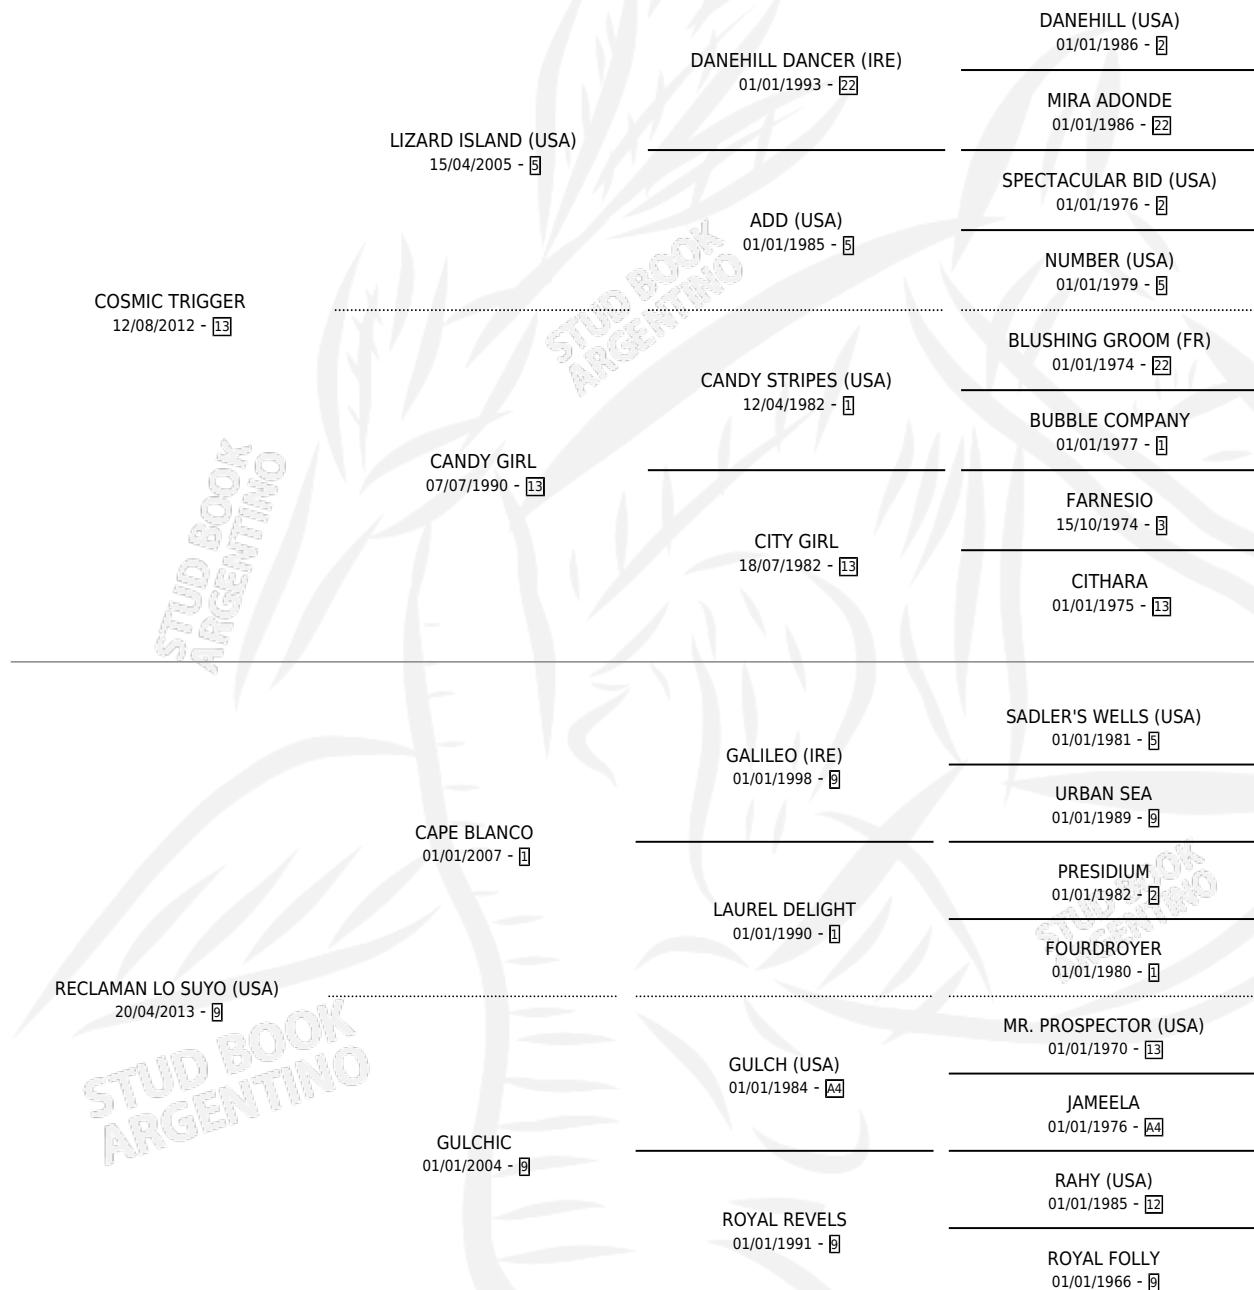 DANEHILL (USA)
01/01/1986 - 2
DANEHILL DANCER (IRE)
01/01/1993 - 22
MIRA ADONDE
01/01/1986 - 22
LIZARD ISLAND (USA)
15/04/2005 - 5
SPECTACULAR BID (USA)
01/01/1976 - 2
ADD (USA)
01/01/1985 - 5
NUMBER (USA)
01/01/1979 - 5
COSMIC TRIGGER
12/08/2012 - 13
STUD BOOK
ARGENTINO
BLUSHING GROOM (FR)
01/01/1974 - 22
CANDY STRIPES (USA)
12/04/1982 - 1
BUBBLE COMPANY
01/01/1977 - 1
CANDY GIRL
07/07/1990 - 13
FARNESIO
15/10/1974 - 3
CITY GIRL
18/07/1982 - 13
CITHARA
01/01/1975 - 13
STUD BOOK
ARGENTINO
SADLER'S WELLS (USA)
01/01/1981 - 5
GALILEO (IRE)
01/01/1998 - 9
URBAN SEA
01/01/1989 - 9
CAPE BLANCO
01/01/2007 - 1
PRESIDIUM
01/01/1982 - 2
LAUREL DELIGHT
01/01/1990 - 1
STUD BOOK
ARGENTINO
FOURDROYER
01/01/1980 - 1
RECLAMAN LO SUYO (USA)
20/04/2013 - 9
MR. PROSPECTOR (USA)
01/01/1970 - 13
GULCH (USA)
01/01/1984 - A4
STUD BOOK
ARGENTINO
JAMEELA
01/01/1976 - A4
GULCHIC
01/01/2004 - 9
RAHY (USA)
01/01/1985 - 12
ROYAL REVELS
01/01/1991 - 9
ROYAL FOLLY
01/01/1966 - 9